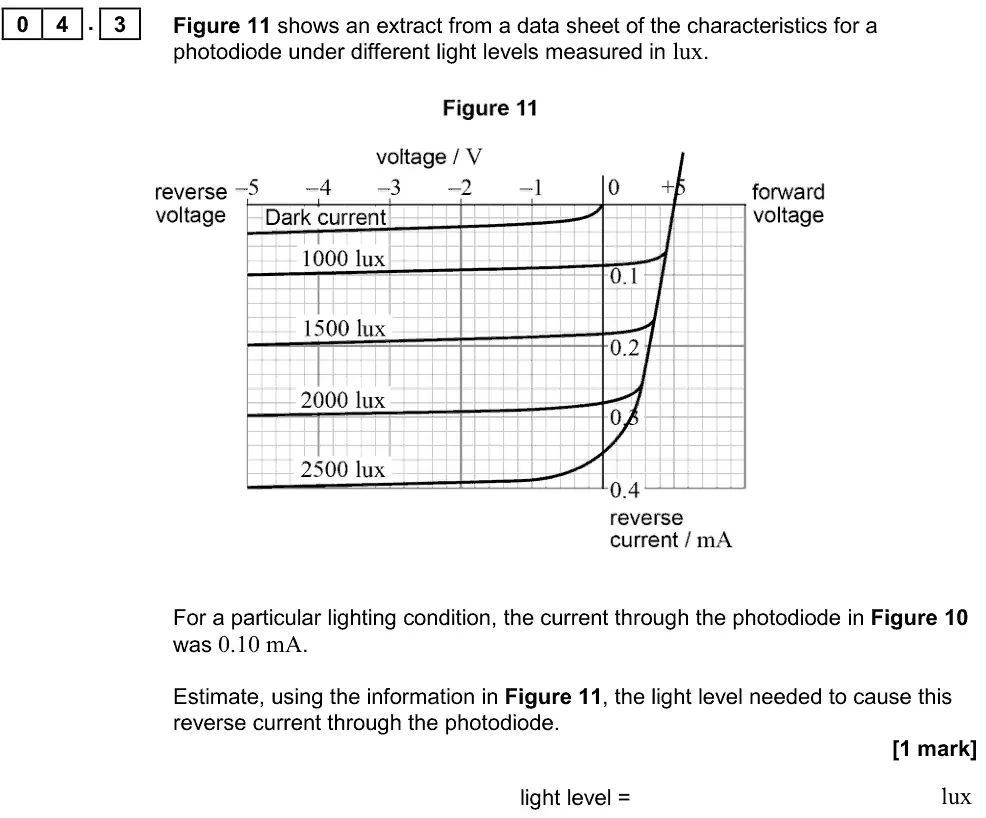 0 4 . 3 Figure 11 shows an extract from a data sheet of the characteristics for a
photodiode under different light levels measured in lux.
Figure 11
voltage / V
reverse voltage
−5 −4 −3 −2 −1 0 +5
forward voltage
Dark current
1000 lux
0.1
1500 lux
0.2
2000 lux
0.3
2500 lux
0.4
reverse
current / mA
For a particular lighting condition, the current through the photodiode in Figure 10
was 0.10 mA.
Estimate, using the information in Figure 11, the light level needed to cause this
reverse current through the photodiode.
[1 mark]
light level = lux